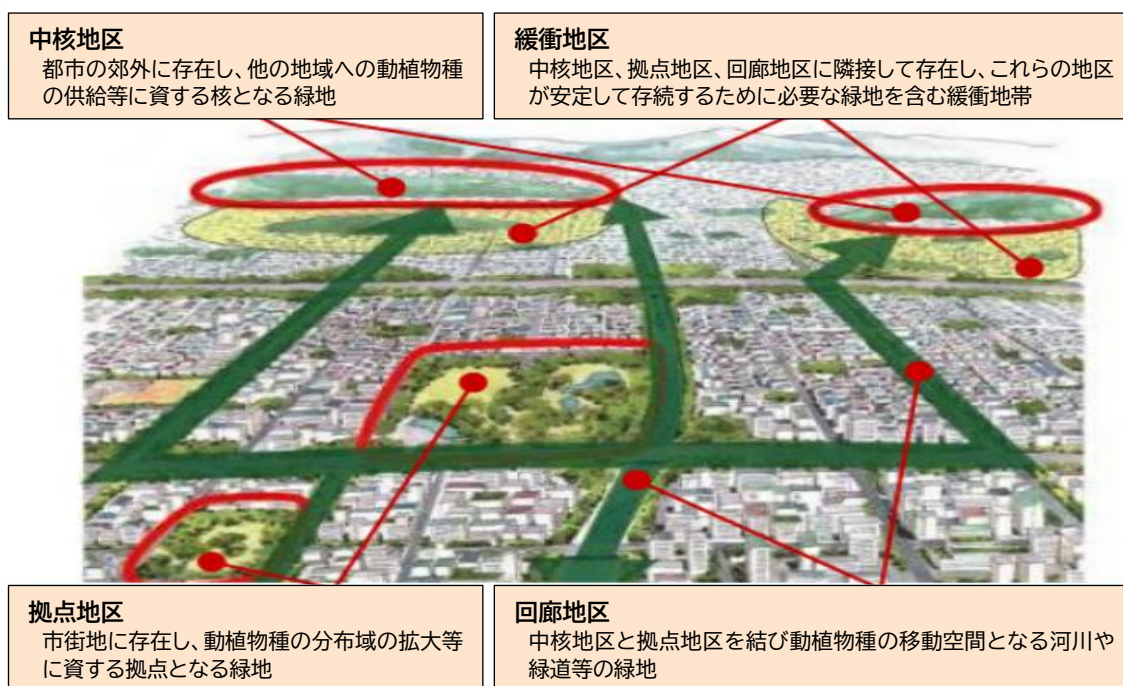 中核地区
都市の郊外に存在し、他の地域への動植物種
の供給等に資する核となる緑地
緩衝地区
中核地区、拠点地区、回廊地区に隣接して存在し、これらの地区
が安定して存続するために必要な緑地を含む緩衝地帯
拠点地区
市街地に存在し、動植物種の分布域の拡大等
に資する拠点となる緑地
回廊地区
中核地区と拠点地区を結び動植物種の移動空間となる河川や
緑道等の緑地